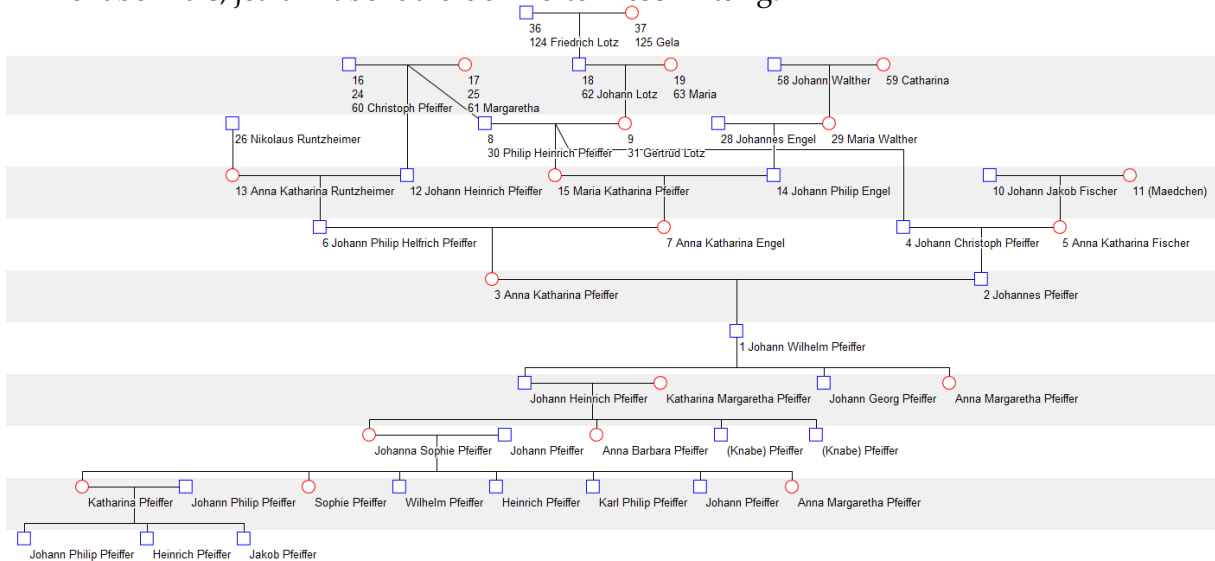 36 37
124 Friedrich Lotz 125 Gela
16 17 18 19
24 25 62 Johann Lotz 63 Maria 58 Johann Walther 59 Catharina
60 Christoph Pfeiffer 61 Margaretha
26 Nikolaus Runtzheimer 8 9 28 Johannes Engel 29 Maria Walther
30 Philip Heinrich Pfeiffer 31 Gertrud Lotz
13 Anna Katharina Runtzheimer 12 Johann Heinrich Pfeiffer 15 Maria Katharina Pfeiffer 14 Johann Philip Engel 10 Johann Jakob Fischer 11 (Maedchen)
6 Johann Philip Helfrich Pfeiffer 7 Anna Katharina Engel 4 Johann Christoph Pfeiffer 5 Anna Katharina Fischer
3 Anna Katharina Pfeiffer 2 Johannes Pfeiffer
1 Johann Wilhelm Pfeiffer
Johann Heinrich Pfeiffer Katharina Margaretha Pfeiffer Johann Georg Pfeiffer Anna Margaretha Pfeiffer
Johanna Sophie Pfeiffer Johann Pfeiffer Anna Barbara Pfeiffer (Knabe) Pfeiffer (Knabe) Pfeiffer
Katharina Pfeiffer Johann Philip Pfeiffer Sophie Pfeiffer Wilhelm Pfeiffer Heinrich Pfeiffer Karl Philip Pfeiffer Johann Pfeiffer Anna Margaretha Pfeiffer
Johann Philip Pfeiffer Heinrich Pfeiffer Jakob Pfeiffer